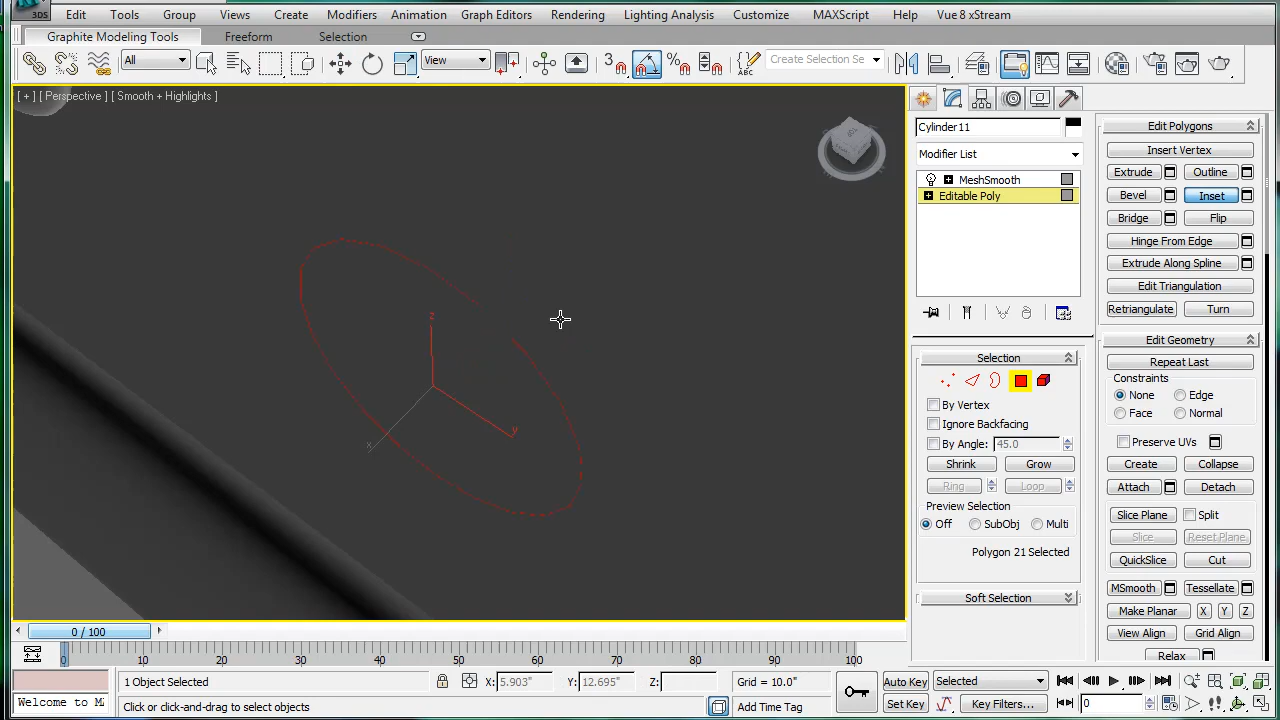 3DS Edit Tools Group Views Create Modifiers Animation Graph Editors Rendering Lighting Analysis Customize MAXScript Help Vue 8 xStream
Graphite Modeling Tools Freeform Selection
All View 3 % ABC Create Selection Se
[ + ] [ Perspective ] [ Smooth + Highlights ]
Cylinder11
Modifier List
MeshSmooth
Editable Poly
Edit Polygons
Insert Vertex
Extrude Outline
Bevel Inset
Bridge Flip
Hinge From Edge
Extrude Along Spline
Edit Triangulation
Retriangulate Turn
z
y
x
Selection
By Vertex
Ignore Backfacing
By Angle: 45.0
Shrink Grow
Ring Loop
Preview Selection
Off SubObj Multi
Polygon 21 Selected
Soft Selection
Edit Geometry
Repeat Last
Constraints
None Edge
Face Normal
Preserve UVs
Create Collapse
Attach Detach
Slice Plane Split
Slice Reset Plane
QuickSlice Cut
MSmooth Tessellate
Make Planar X Y Z
View Align Grid Align
Relax
0 / 100
0 10 20 30 40 50 60 70 80 90 100
1 Object Selected X: 5.903" Y: 12.695" Z: Grid = 10.0" Auto Key Selected
Welcome to M Click or click-and-drag to select objects Add Time Tag Set Key Key Filters... 0